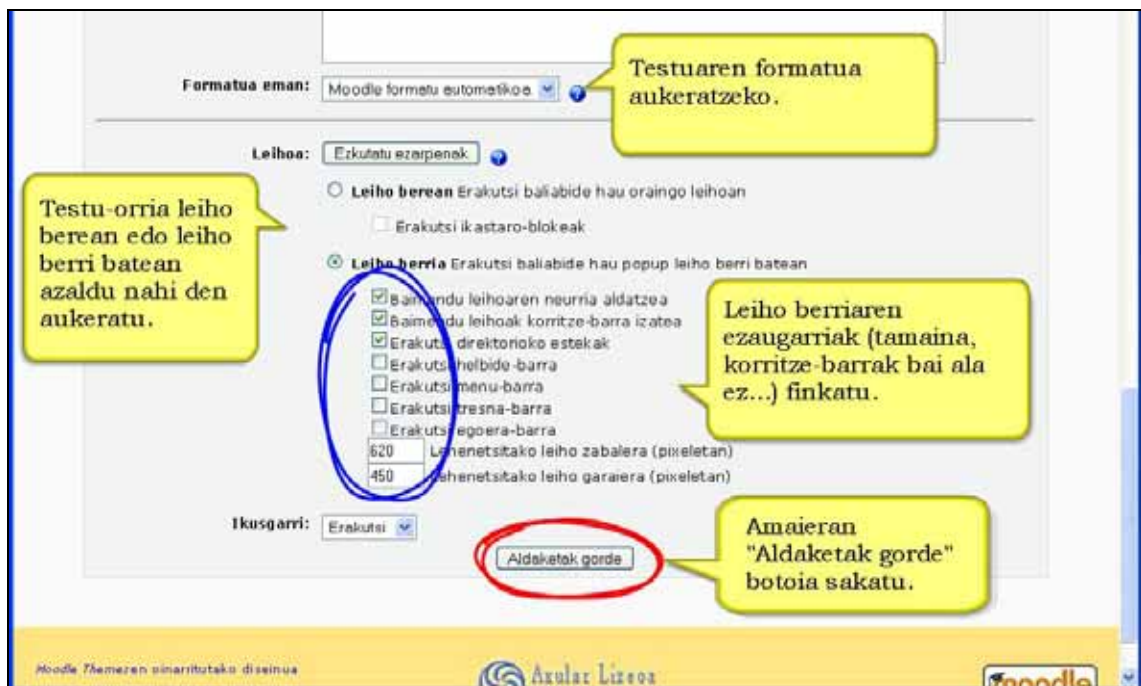 Formatua eman: Moodle formatu automatikoa
Testuaren formatua
aukeratzeko.
Leihoa: Ezkutatu ezarpenak
Testu-orria leiho
berean edo leiho
berri batean
azaldu nahi den
aukeratu.
Leiho berean Erakutsi baliabide hau oraingo leihoan
Erakutsi ikastaro-blokeak
Leiho berria Erakutsi baliabide hau popup leiho berri batean
Baimendu leihoaren neurria aldatzea
Baimendu leihoak korritze-barra izatea
Erakutsi direktorioko estekak
Erakutsi helbide-barra
Erakutsi menu-barra
Erakutsi tresna-barra
Erakutsi egoera-barra
620 Lehenetsitako leiho zabalera (pixeletan)
450 Lehenetsitako leiho garaiera (pixeletan)
Leiho berriaren
ezaugarriak (tamaina,
korritze-barrak bai ala
ez...) finkatu.
Ikusgarri: Erakutsi
Aldaketak gorde
Amaieran
"Aldaketak gorde"
botoia sakatu.
Moodle Themezen oinarritutako diseinua
Axular Lizeoa
moodle